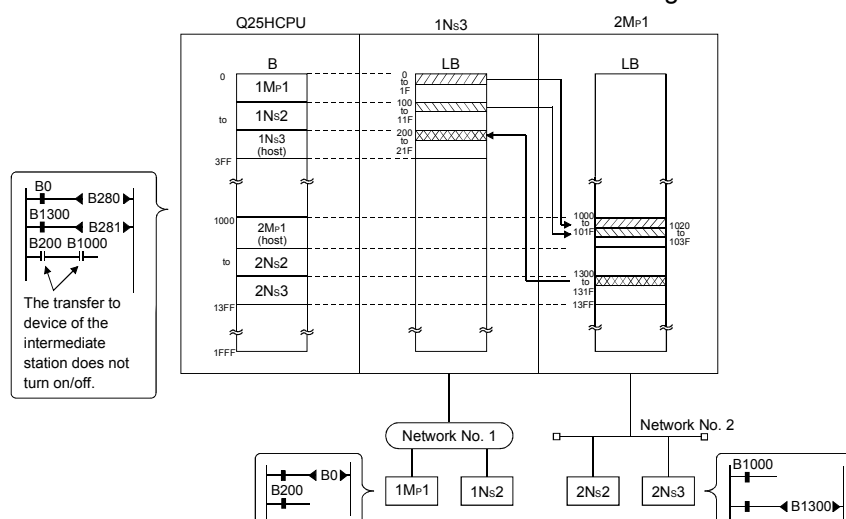 Q25HCPU 1NS3 2MP1
B LB LB
0
1MP1
to
1NS2
1NS3
(host)
3FF
0
to
1F
100
to
11F
200
to
21F
B0
B280
B1300
B281
B200 B1000
The transfer to
device of the
intermediate
station does not
turn on/off.
1000
2MP1
(host)
to
2NS2
2NS3
13FF
1FFF
1000
to
101F
1020
to
103F
1300
to
131F
13FF
Network No. 1
Network No. 2
B0
B200
1MP1
1NS2
2NS2
2NS3
B1000
B1300